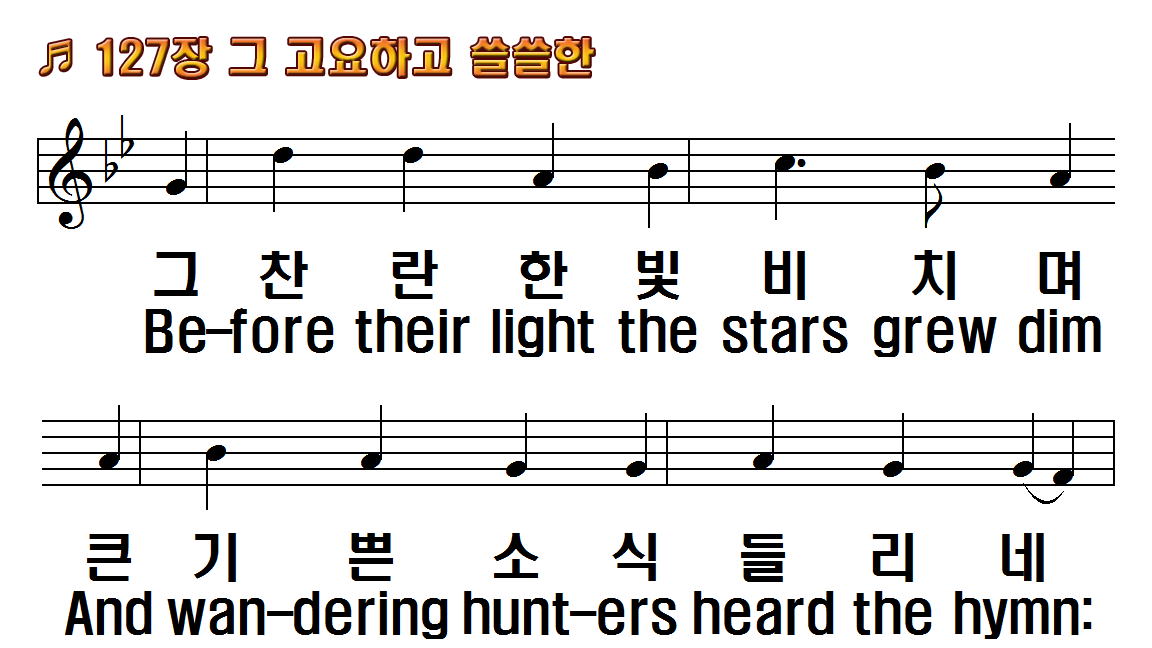 ♬ 127장 그 고요하고 쓸쓸한
그 찬 란 한 빛 비 치 며
Be-fore their light the stars grew dim
큰 기 쁜 소 식 들 리 네
And wan-dering hunt-ers heard the hymn: